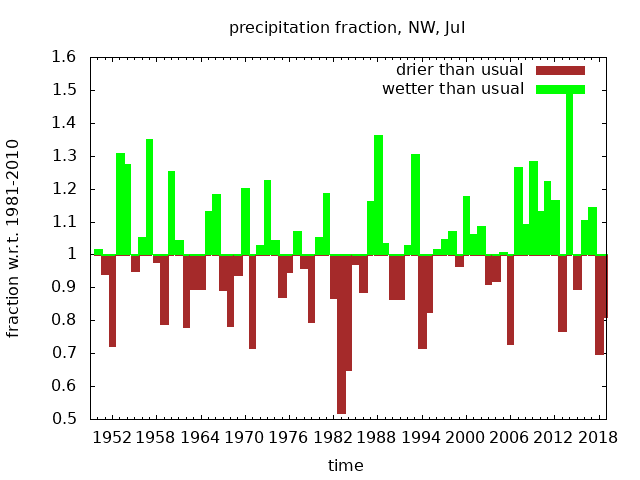 precipitation fraction, NW, Jul
drier than usual
wetter than usual
fraction w.r.t. 1981-2010
1.6
1.5
1.4
1.3
1.2
1.1
1
0.9
0.8
0.7
0.6
0.5
1952 1958 1964 1970 1976 1982 1988 1994 2000 2006 2012 2018
time